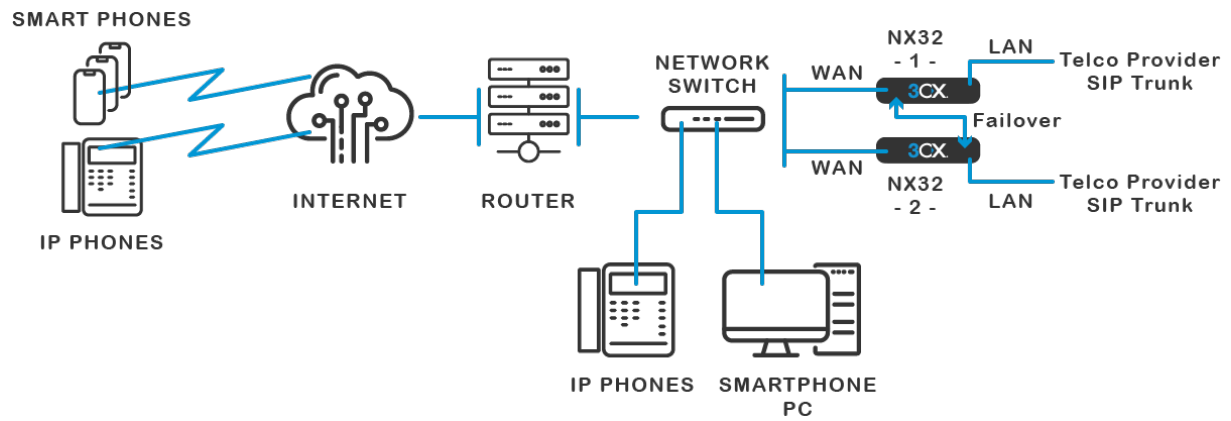 SMART PHONES
IP PHONES
INTERNET
ROUTER
NETWORK
SWITCH
IP PHONES
SMARTPHONE
PC
WAN
NX32
- 1 -
3CX
LAN
Telco Provider
SIP Trunk
Failover
WAN
3CX
NX32
- 2 -
LAN
Telco Provider
SIP Trunk